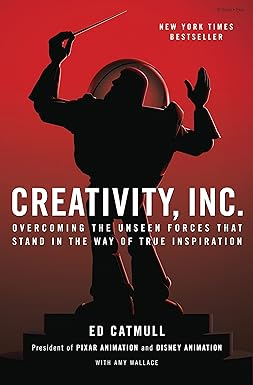 NEW YORK TIMES
BESTSELLER
CREATIVITY, INC.
OVERCOMING THE UNSEEN FORCES THAT
STAND IN THE WAY OF TRUE INSPIRATION
ED CATMULL
President of PIXAR ANIMATION and DISNEY ANIMATION
WITH AMY WALLACE